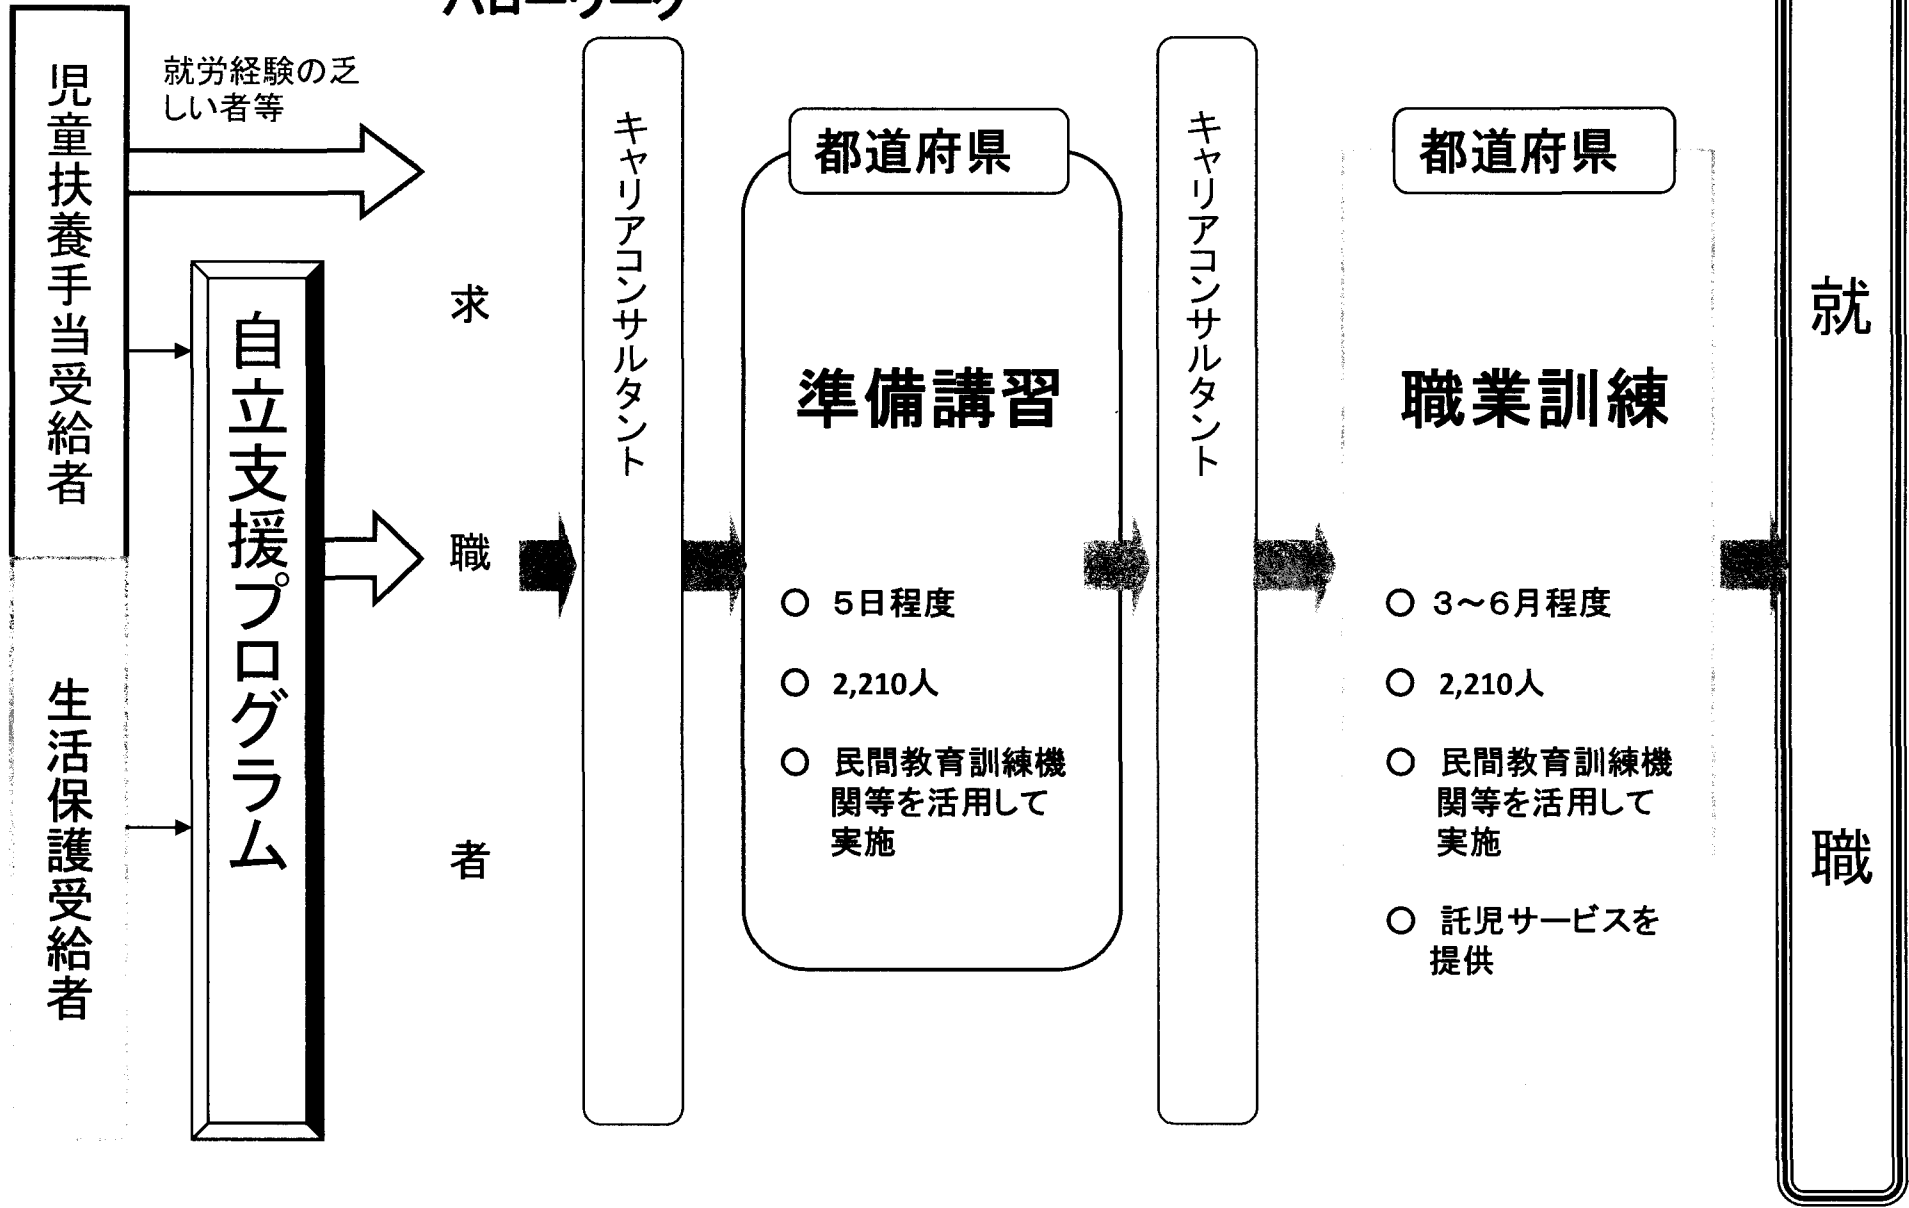 ハローワーク
児童扶養手当受給者
就労経験の乏
しい者等
自立支援プログラム
生活保護受給者
求職者
キャリアコンサルタント
都道府県
準備講習
○ 5日程度
○ 2,210人
○ 民間教育訓練機
関等を活用して
実施
キャリアコンサルタント
都道府県
職業訓練
○ 3～6月程度
○ 2,210人
○ 民間教育訓練機
関等を活用して
実施
○ 託児サービスを
提供
就職